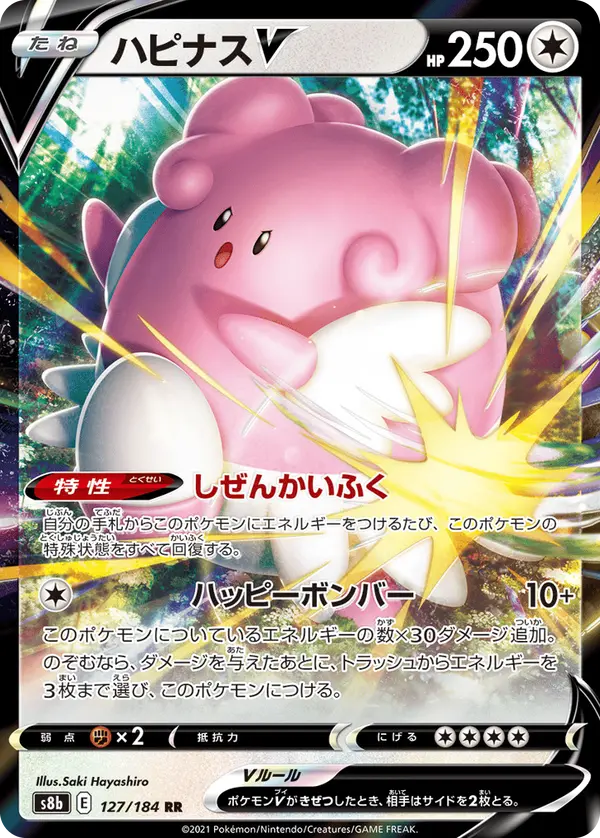 たね ハピナスV HP250
特性 とくせい しぜんかいふく
自分の手札からこのポケモンにエネルギーをつけるたび、このポケモンの
特殊状態をすべて回復する。
ハッピーボンバー 10+
このポケモンについているエネルギーの数×30ダメージ追加。
のぞむなら、ダメージを与えたあとに、トラッシュからエネルギーを
3枚まで選び、このポケモンにつける。
弱点 ×2 抵抗力 にげる
Illus.Saki Hayashiro
Vルール
s8b E 127/184 RR
ポケモンVがきぜつしたとき、相手はサイドを2枚とる。
©2021 Pokémon/Nintendo/Creatures/GAME FREAK.